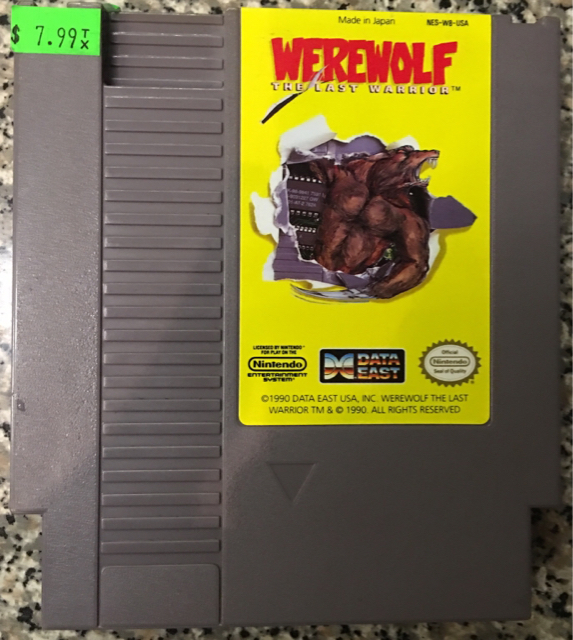 $ 7.99 T
X
Made in Japan NES-W8-USA
WEREWOLF
THE LAST WARRIOR™
LICENSED BY NINTENDO®
FOR PLAY ON THE
Nintendo
ENTERTAINMENT
SYSTEM®
DATA
EAST
Official
Nintendo
Seal of Quality
©1990 DATA EAST USA, INC. WEREWOLF THE LAST
WARRIOR TM & © 1990. ALL RIGHTS RESERVED